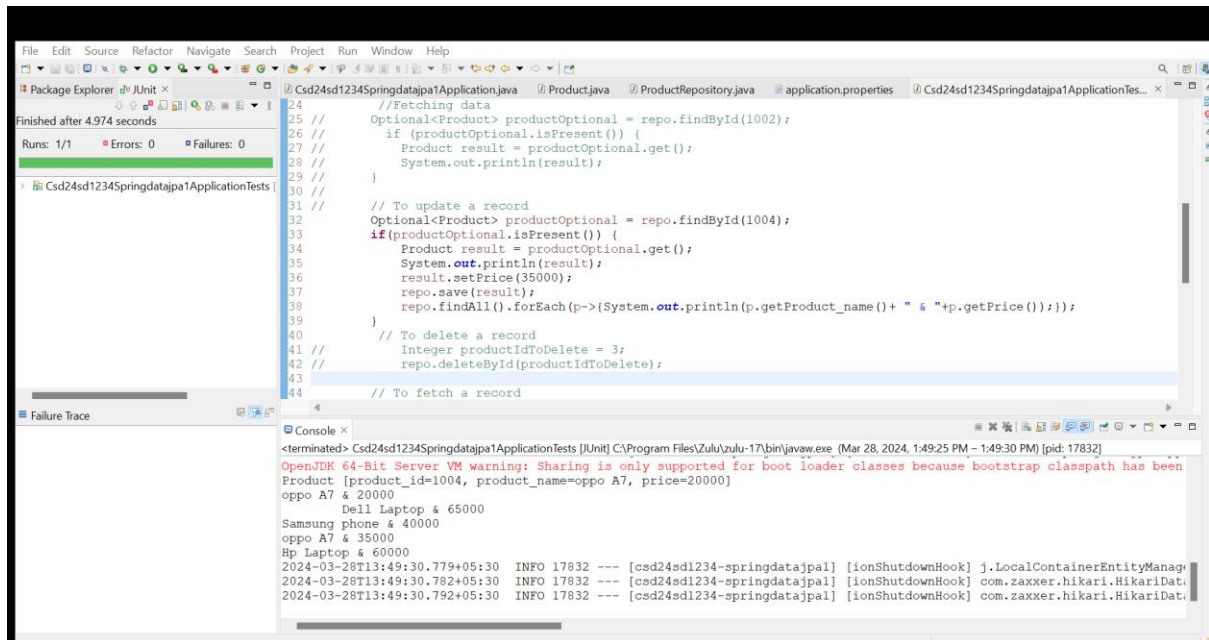 File Edit Source Refactor Navigate Search Project Run Window Help
Package Explorer JUnit
Finished after 4.974 seconds
Runs: 1/1 Errors: 0 Failures: 0
Csd24sd1234Springdatajpa1ApplicationTests [
Failure Trace
Csd24sd1234Springdatajpa1Application.java Product.java ProductRepository.java application.properties Csd24sd1234Springdatajpa1ApplicationTes...
24 //Fetching data
25 // Optional<Product> productOptional = repo.findById(1002);
26 // if (productOptional.isPresent()) {
27 // Product result = productOptional.get();
28 // System.out.println(result);
29 // }
30 //
31 // // To update a record
32 Optional<Product> productOptional = repo.findById(1004);
33 if(productOptional.isPresent()) {
34 Product result = productOptional.get();
35 System.out.println(result);
36 result.setPrice(35000);
37 repo.save(result);
38 repo.findAll().forEach(p->{System.out.println(p.getProduct_name()+ " & "+p.getPrice());});
39 }
40 // To delete a record
41 // Integer productIdToDelete = 3;
42 // repo.deleteById(productIdToDelete);
43
44 // To fetch a record
Console
<terminated> Csd24sd1234Springdatajpa1ApplicationTests [JUnit] C:\Program Files\Zulu\zulu-17\bin\javaw.exe (Mar 28, 2024, 1:49:25 PM – 1:49:30 PM) [pid: 17832]
OpenJDK 64-Bit Server VM warning: Sharing is only supported for boot loader classes because bootstrap classpath has been
Product [product_id=1004, product_name=oppo A7, price=20000]
oppo A7 & 20000
Dell Laptop & 65000
Samsung phone & 40000
oppo A7 & 35000
Hp Laptop & 60000
2024-03-28T13:49:30.779+05:30 INFO 17832 --- [csd24sd1234-springdatajpa1] [ionShutdownHook] j.LocalContainerEntityManage
2024-03-28T13:49:30.782+05:30 INFO 17832 --- [csd24sd1234-springdatajpa1] [ionShutdownHook] com.zaxxer.hikari.HikariData
2024-03-28T13:49:30.792+05:30 INFO 17832 --- [csd24sd1234-springdatajpa1] [ionShutdownHook] com.zaxxer.hikari.HikariData